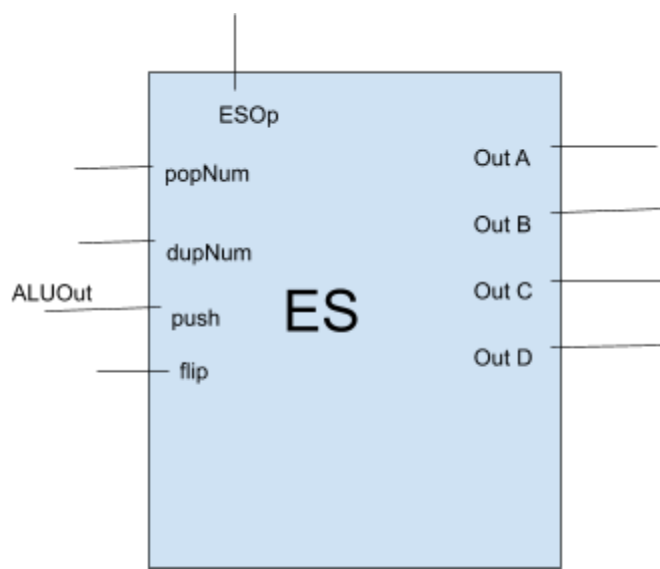 ESOp
popNum
Out A
dupNum
Out B
ALUOut
push
ES
Out C
flip
Out D